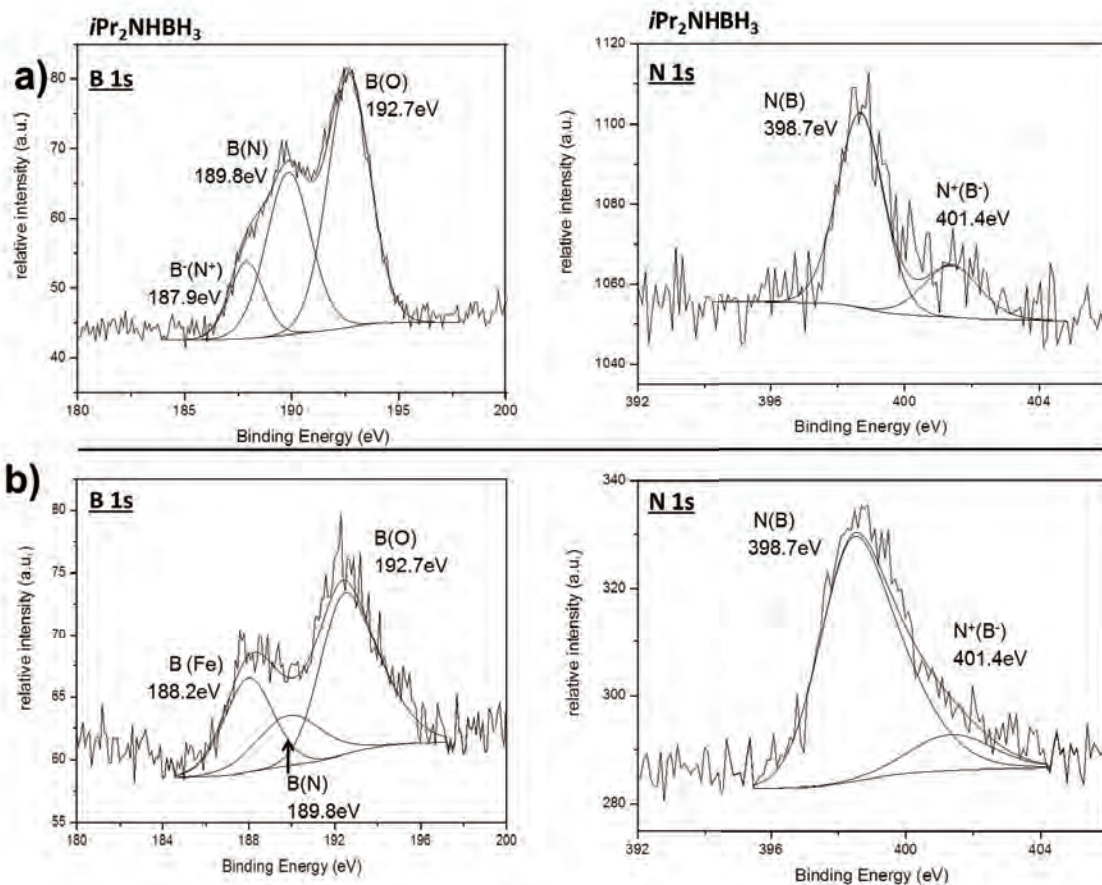 iPr₂NHBH₃
iPr₂NHBH₃
a)
B 1s
80
70
60
50
40
relative intensity (a.u.)
B(O)
192.7eV
B(N)
189.8eV
B⁻(N⁺)
187.9eV
180 185 190 195 200
Binding Energy (eV)
N 1s
1120
1100
1080
1060
1040
relative intensity (a.u.)
N(B)
398.7eV
N⁺(B⁻)
401.4eV
392 396 400 404
Binding Energy (eV)
b)
B 1s
80
75
70
65
60
55
relative intensity (a.u.)
B(O)
192.7eV
B (Fe)
188.2eV
B(N)
189.8eV
180 184 188 192 196 200
Binding Energy (eV)
N 1s
340
320
300
280
relative intensity (a.u.)
N(B)
398.7eV
N⁺(B⁻)
401.4eV
392 396 400 404
Binding Energy (eV)